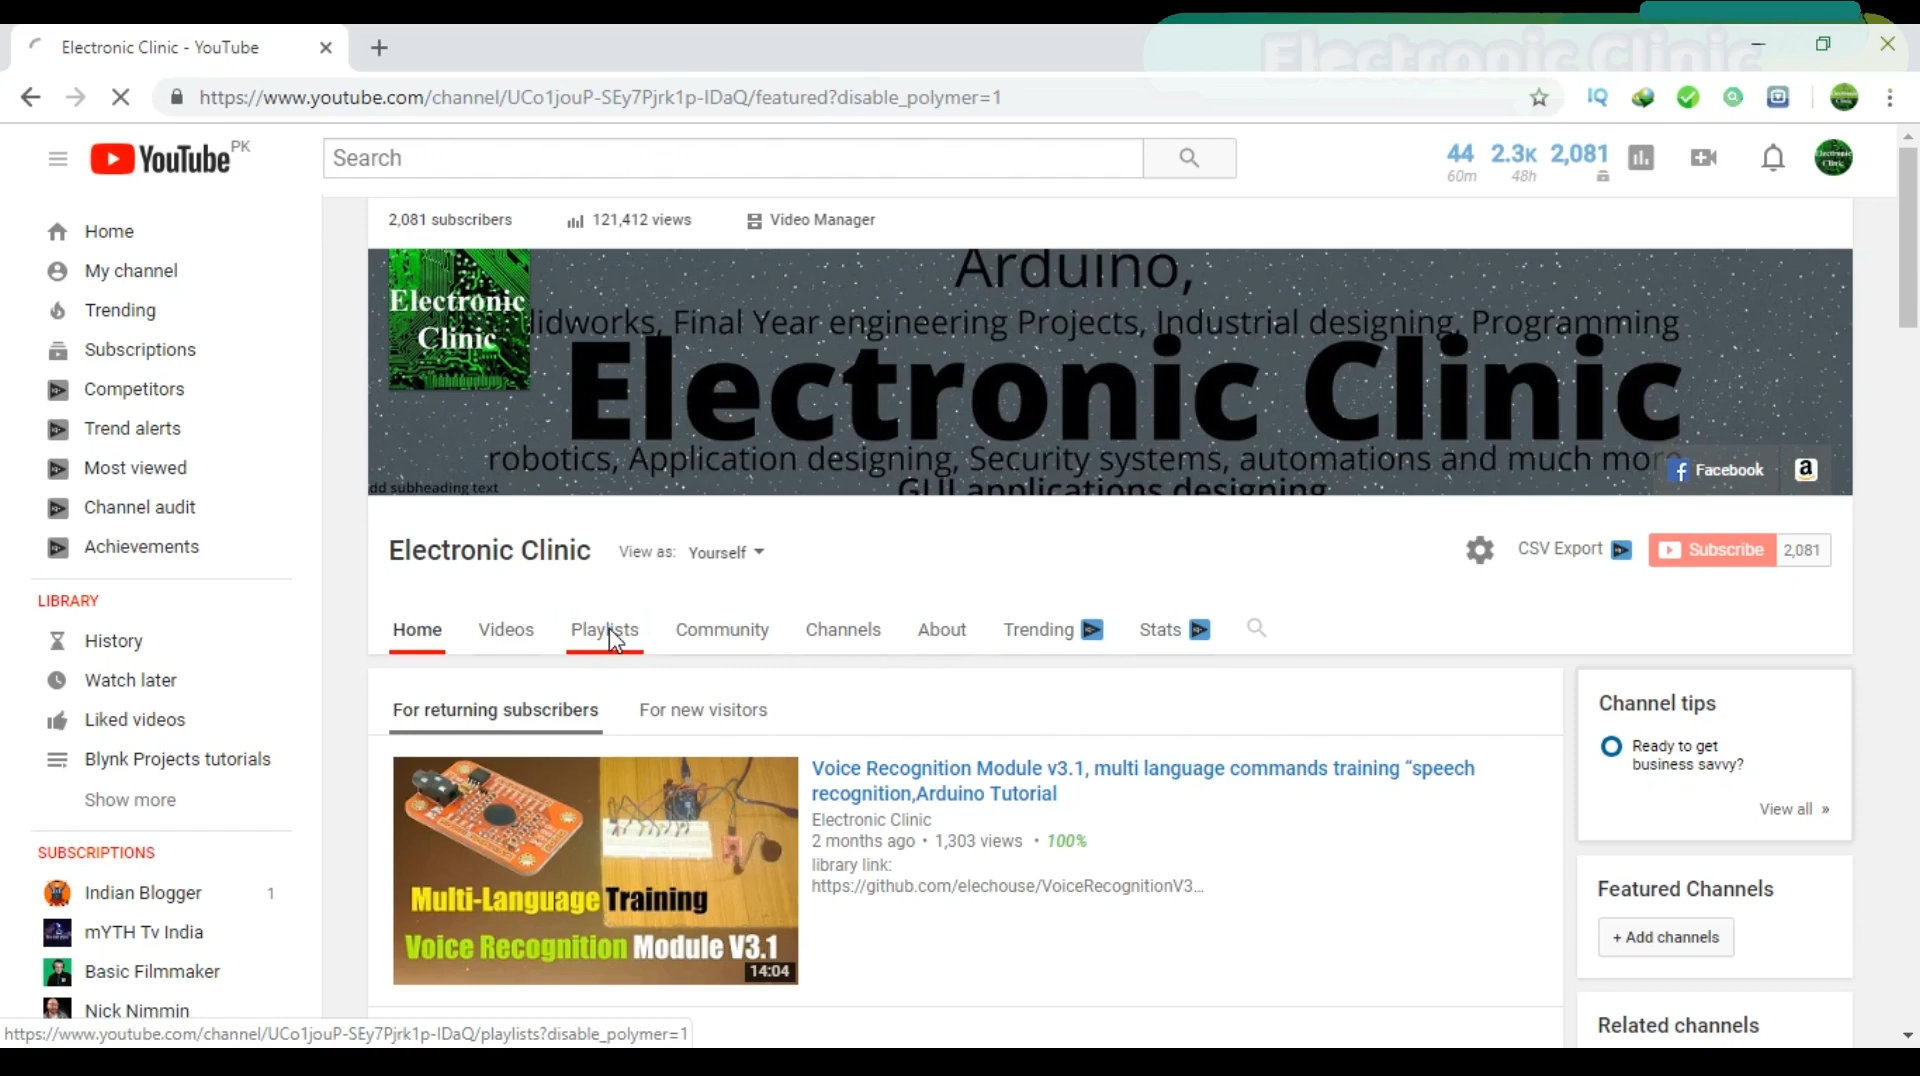 Electronic Clinic
Electronic Clinic - YouTube
https://www.youtube.com/channel/UCo1jouP-SEy7Pjrk1p-IDaQ/featured?disable_polymer=1
IQ
YouTube PK
Search
44 2.3K 2,081
60m 48h
2,081 subscribers 121,412 views Video Manager
Home
My channel
Trending
Subscriptions
Competitors
Trend alerts
Most viewed
Channel audit
Achievements
LIBRARY
History
Watch later
Liked videos
Blynk Projects tutorials
Show more
SUBSCRIPTIONS
Indian Blogger 1
mYTH Tv India
Basic Filmmaker
Nick Nimmin
Arduino,
lidworks, Final Year engineering Projects, Industrial designing, Programming
Electronic Clinic
Electronic
Clinic
robotics, Application designing, Security systems, automations and much more
dd subheading text
GUI applications designing
Facebook
a
Electronic Clinic View as: Yourself
CSV Export Subscribe 2,081
Home Videos Playlists Community Channels About Trending Stats
For returning subscribers For new visitors
Voice Recognition Module v3.1, multi language commands training “speech
recognition,Arduino Tutorial
Electronic Clinic
2 months ago • 1,303 views • 100%
library link:
https://github.com/elechouse/VoiceRecognitionV3...
Multi-Language Training
Voice Recognition Module V3.1
14:04
Channel tips
Ready to get
business savvy?
View all »
Featured Channels
+ Add channels
Related channels
https://www.youtube.com/channel/UCo1jouP-SEy7Pjrk1p-IDaQ/playlists?disable_polymer=1